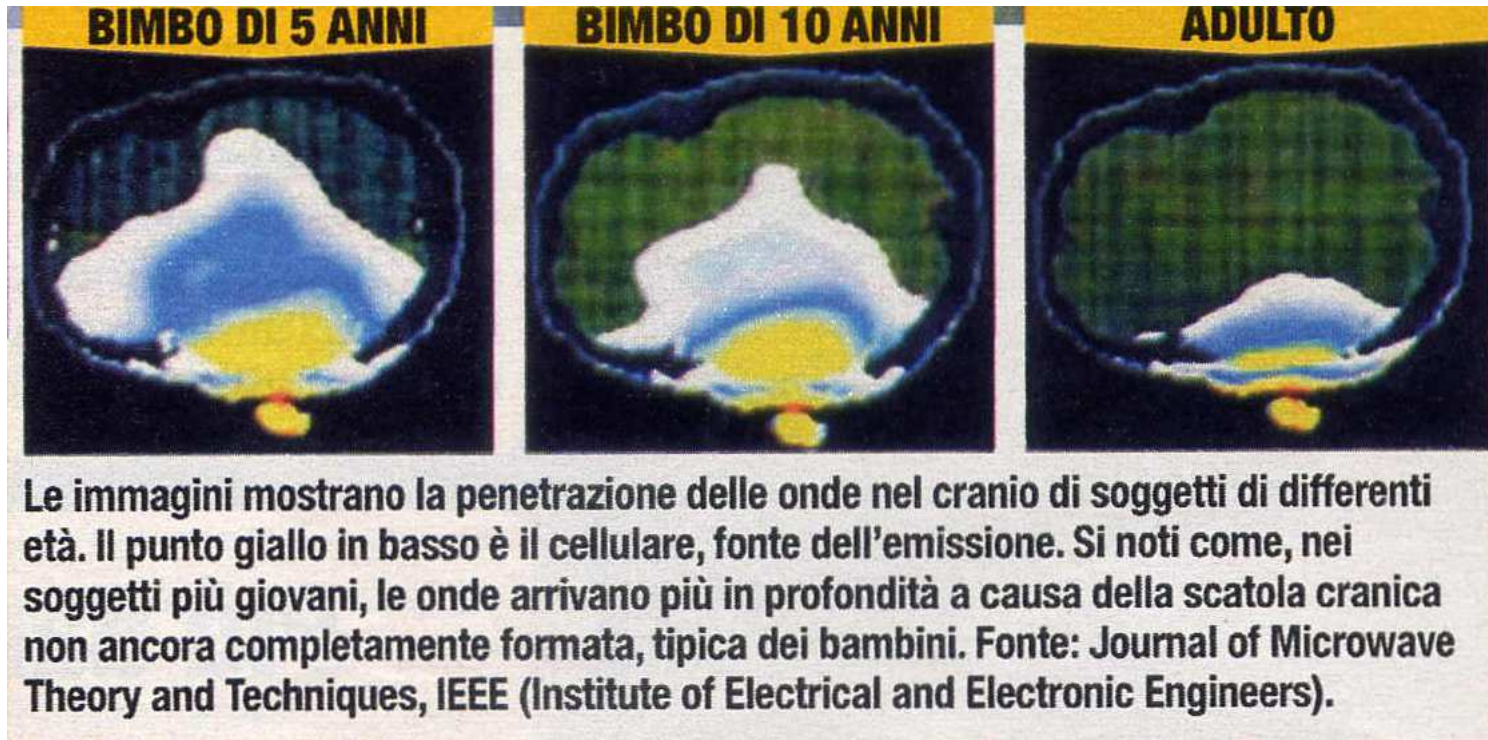 BIMBO DI 5 ANNI
BIMBO DI 10 ANNI
ADULTO
Le immagini mostrano la penetrazione delle onde nel cranio di soggetti di differenti
età. Il punto giallo in basso è il cellulare, fonte dell'emissione. Si noti come, nei
soggetti più giovani, le onde arrivano più in profondità a causa della scatola cranica
non ancora completamente formata, tipica dei bambini. Fonte: Journal of Microwave
Theory and Techniques, IEEE (Institute of Electrical and Electronic Engineers).